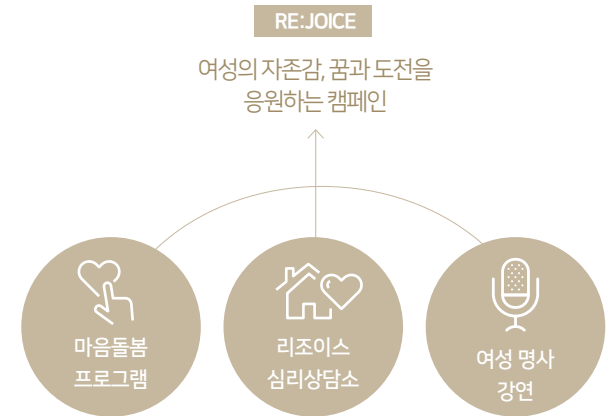 RE:JOICE
여성의 자존감, 꿈과 도전을
응원하는 캠페인
마음돌봄
프로그램
리조이스
심리상담소
여성 명사
강연